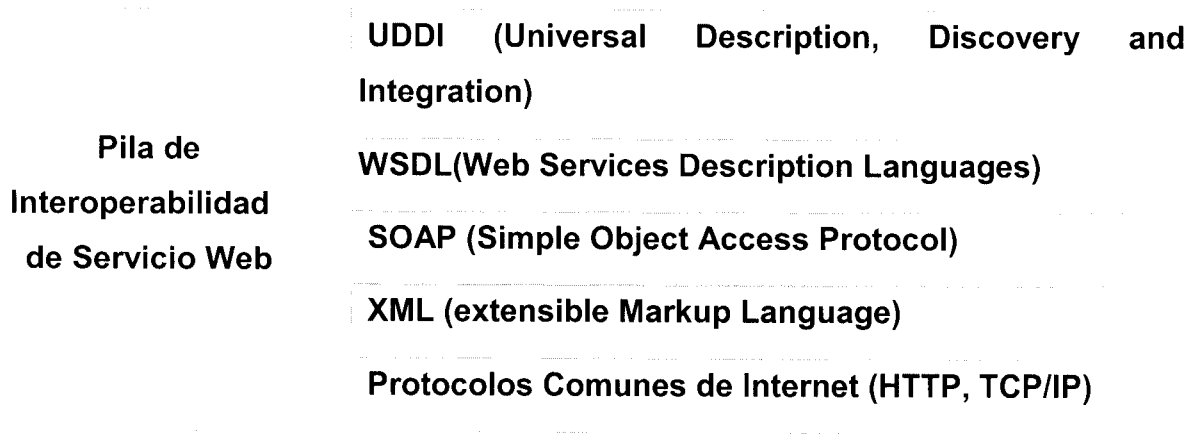 Pila de
Interoperabilidad
de Servicio Web
UDDI (Universal Description, Discovery and
Integration)
WSDL(Web Services Description Languages)
SOAP (Simple Object Access Protocol)
XML (extensible Markup Language)
Protocolos Comunes de Internet (HTTP, TCP/IP)